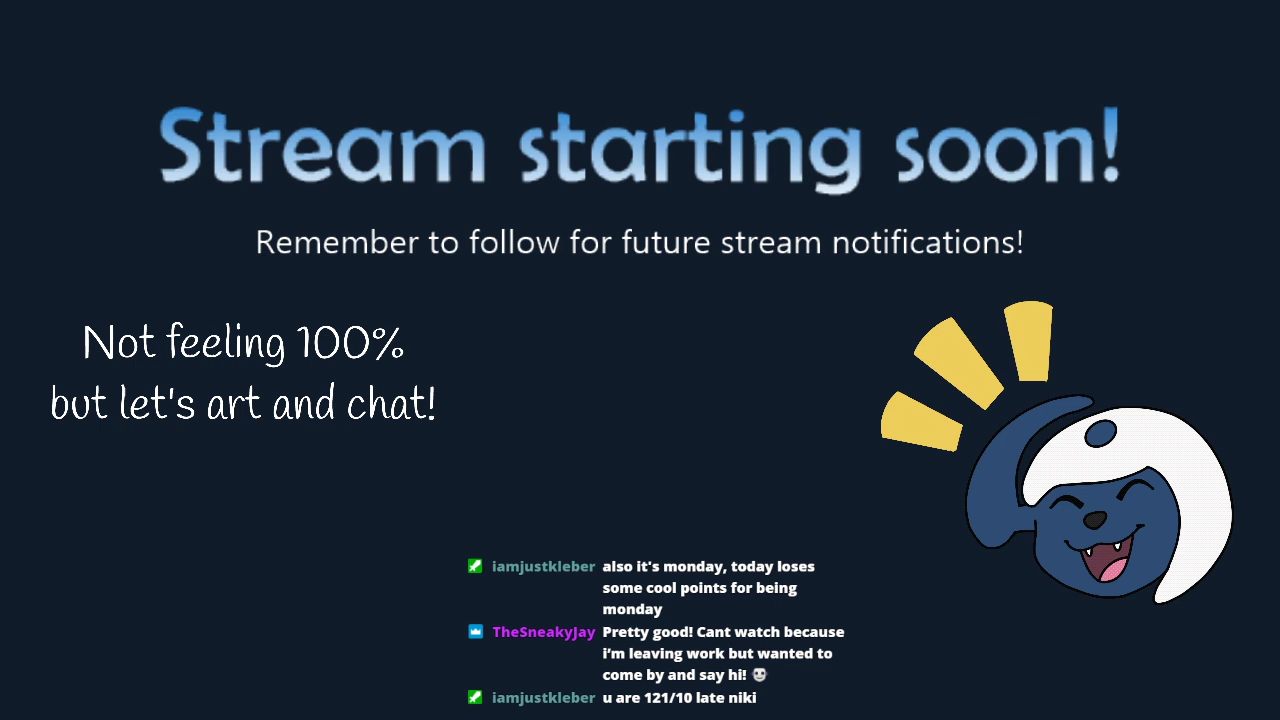 Stream starting soon!
Remember to follow for future stream notifications!
Not feeling 100%
but let's art and chat!
iamjustkleber also it's monday, today loses
some cool points for being
monday
TheSneakyJay Pretty good! Cant watch because
i'm leaving work but wanted to
come by and say hi!
iamjustkleber u are 121/10 late niki